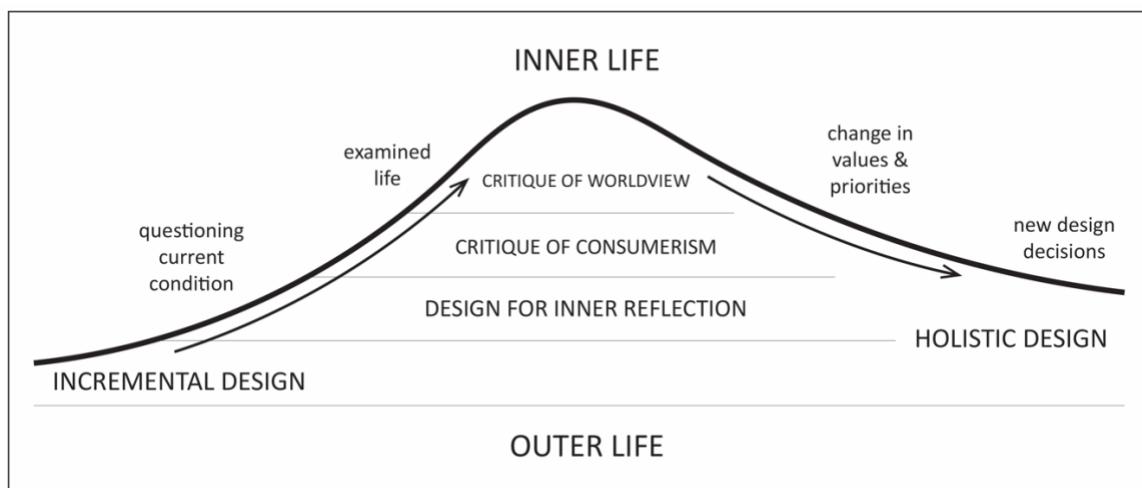 INNER LIFE
examined
life
change in
values &
priorities
CRITIQUE OF WORLDVIEW
questioning
current
condition
CRITIQUE OF CONSUMERISM
new design
decisions
DESIGN FOR INNER REFLECTION
HOLISTIC DESIGN
INCREMENTAL DESIGN
OUTER LIFE